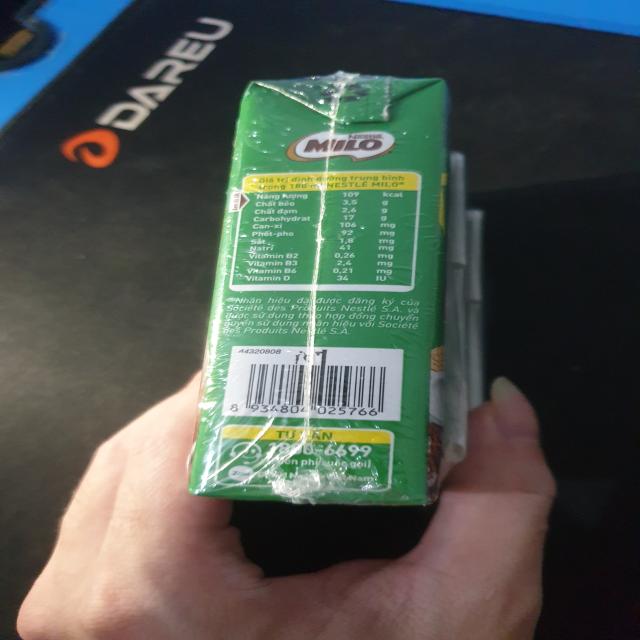 DAREU
Nestlé
MILO
Giá trị dinh dưỡng trung bình
trong 180 ml NESTLÉ MILO*
Năng lượng 109 kcal
Chất béo 3,5 g
Chất đạm 2,6 g
Carbohydrat 17 g
Can-xi 106 mg
Phốt-pho 92 mg
Sắt 1,8 mg
Natri 41 mg
Vitamin B2 0,26 mg
Vitamin B3 2,4 mg
Vitamin B6 0,21 mg
Vitamin D 34 IU
*Nhãn hiệu đã được đăng ký của
Société des Produits Nestlé S.A. và
được sử dụng theo hợp đồng chuyển
quyền sử dụng nhãn hiệu với Société
des Produits Nestlé S.A.
44320808
8 934804 025766
TƯ VẤN
6699